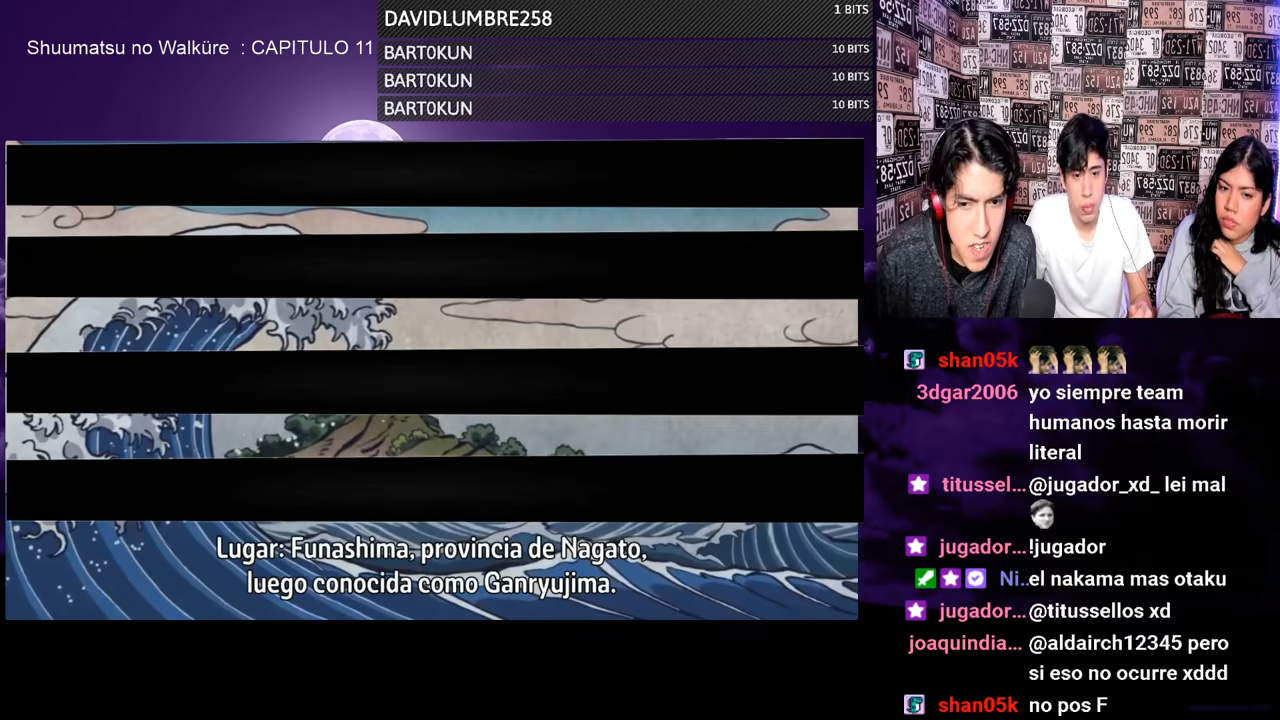 Shuumatsu no Walküre : CAPITULO 11
DAVIDLUMBRE258 1 BITS
BART0KUN 10 BITS
BART0KUN 10 BITS
BART0KUN 10 BITS
Lugar: Funashima, provincia de Nagato,
luego conocida como Ganryujima.
shan05k
3dgar2006 yo siempre team
humanos hasta morir
literal
titussel... @jugador_xd_ lei mal
jugador... !jugador
Ni... el nakama mas otaku
jugador... @titussellos xd
joaquindia... @aldairch12345 pero
si eso no ocurre xddd
shan05k no pos F